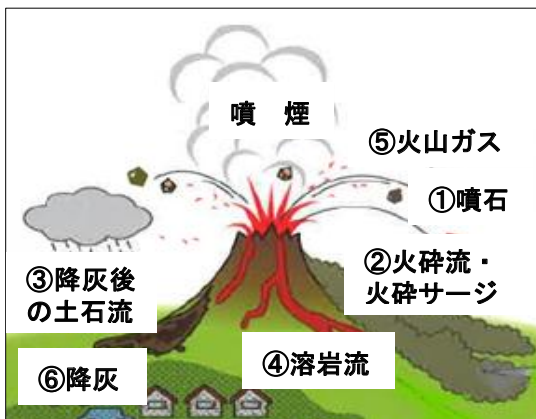 噴 煙
⑤火山ガス
①噴石
②火砕流・
火砕サージ
③降灰後
の土石流
④溶岩流
⑥降灰